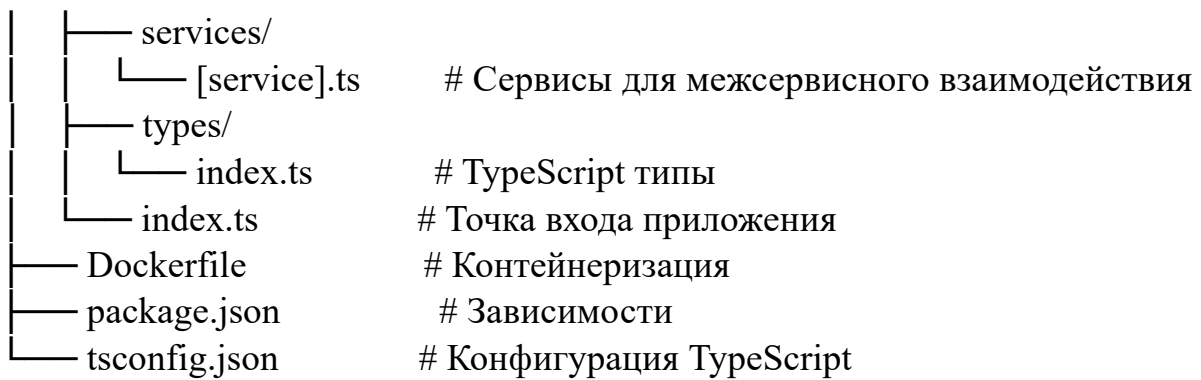 │   ├── services/
│   │   └── [service].ts          # Сервисы для межсервисного взаимодействия
│   ├── types/
│   │   └── index.ts              # TypeScript типы
│   └── index.ts                  # Точка входа приложения
├── Dockerfile                    # Контейнеризация
├── package.json                  # Зависимости
└── tsconfig.json                 # Конфигурация TypeScript